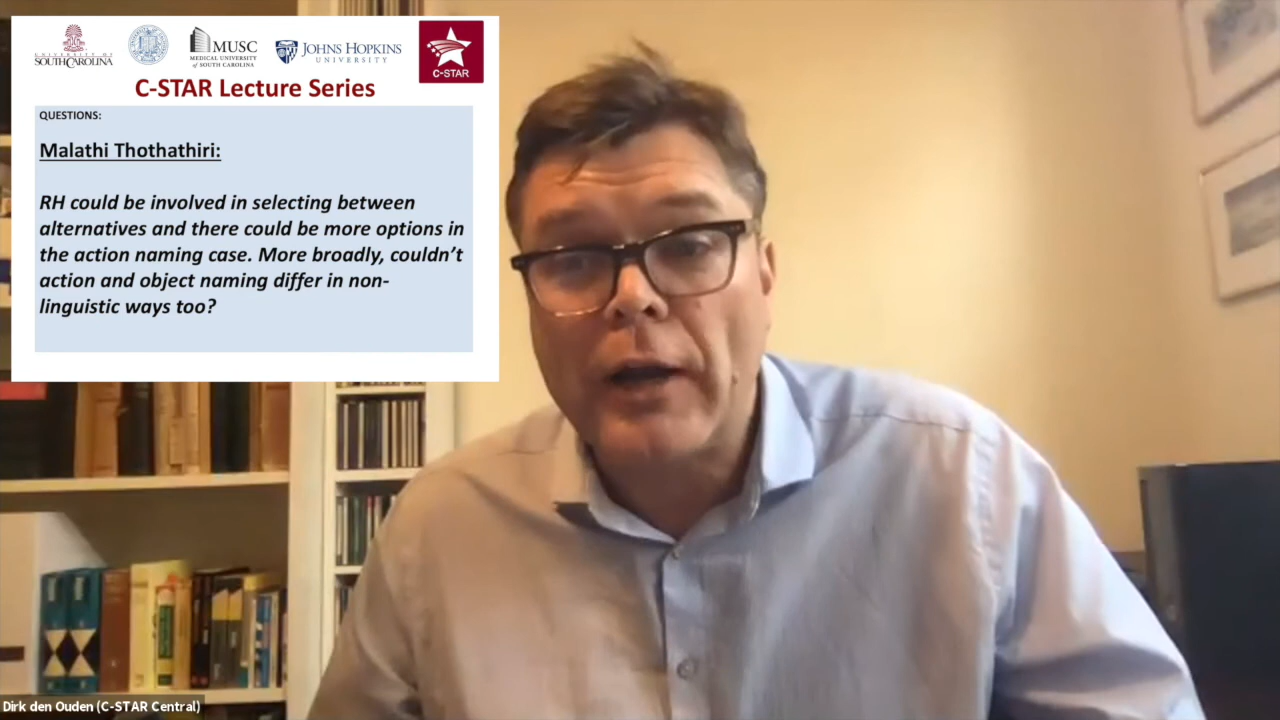 UNIVERSITY OF
SOUTH CAROLINA
MUSC
MEDICAL UNIVERSITY
of SOUTH CAROLINA
JOHNS HOPKINS
UNIVERSITY
C-STAR
C-STAR Lecture Series
QUESTIONS:
Malathi Thothathiri:
RH could be involved in selecting between
alternatives and there could be more options in
the action naming case. More broadly, couldn't
action and object naming differ in non-
linguistic ways too?
Dirk den Ouden (C-STAR Central)